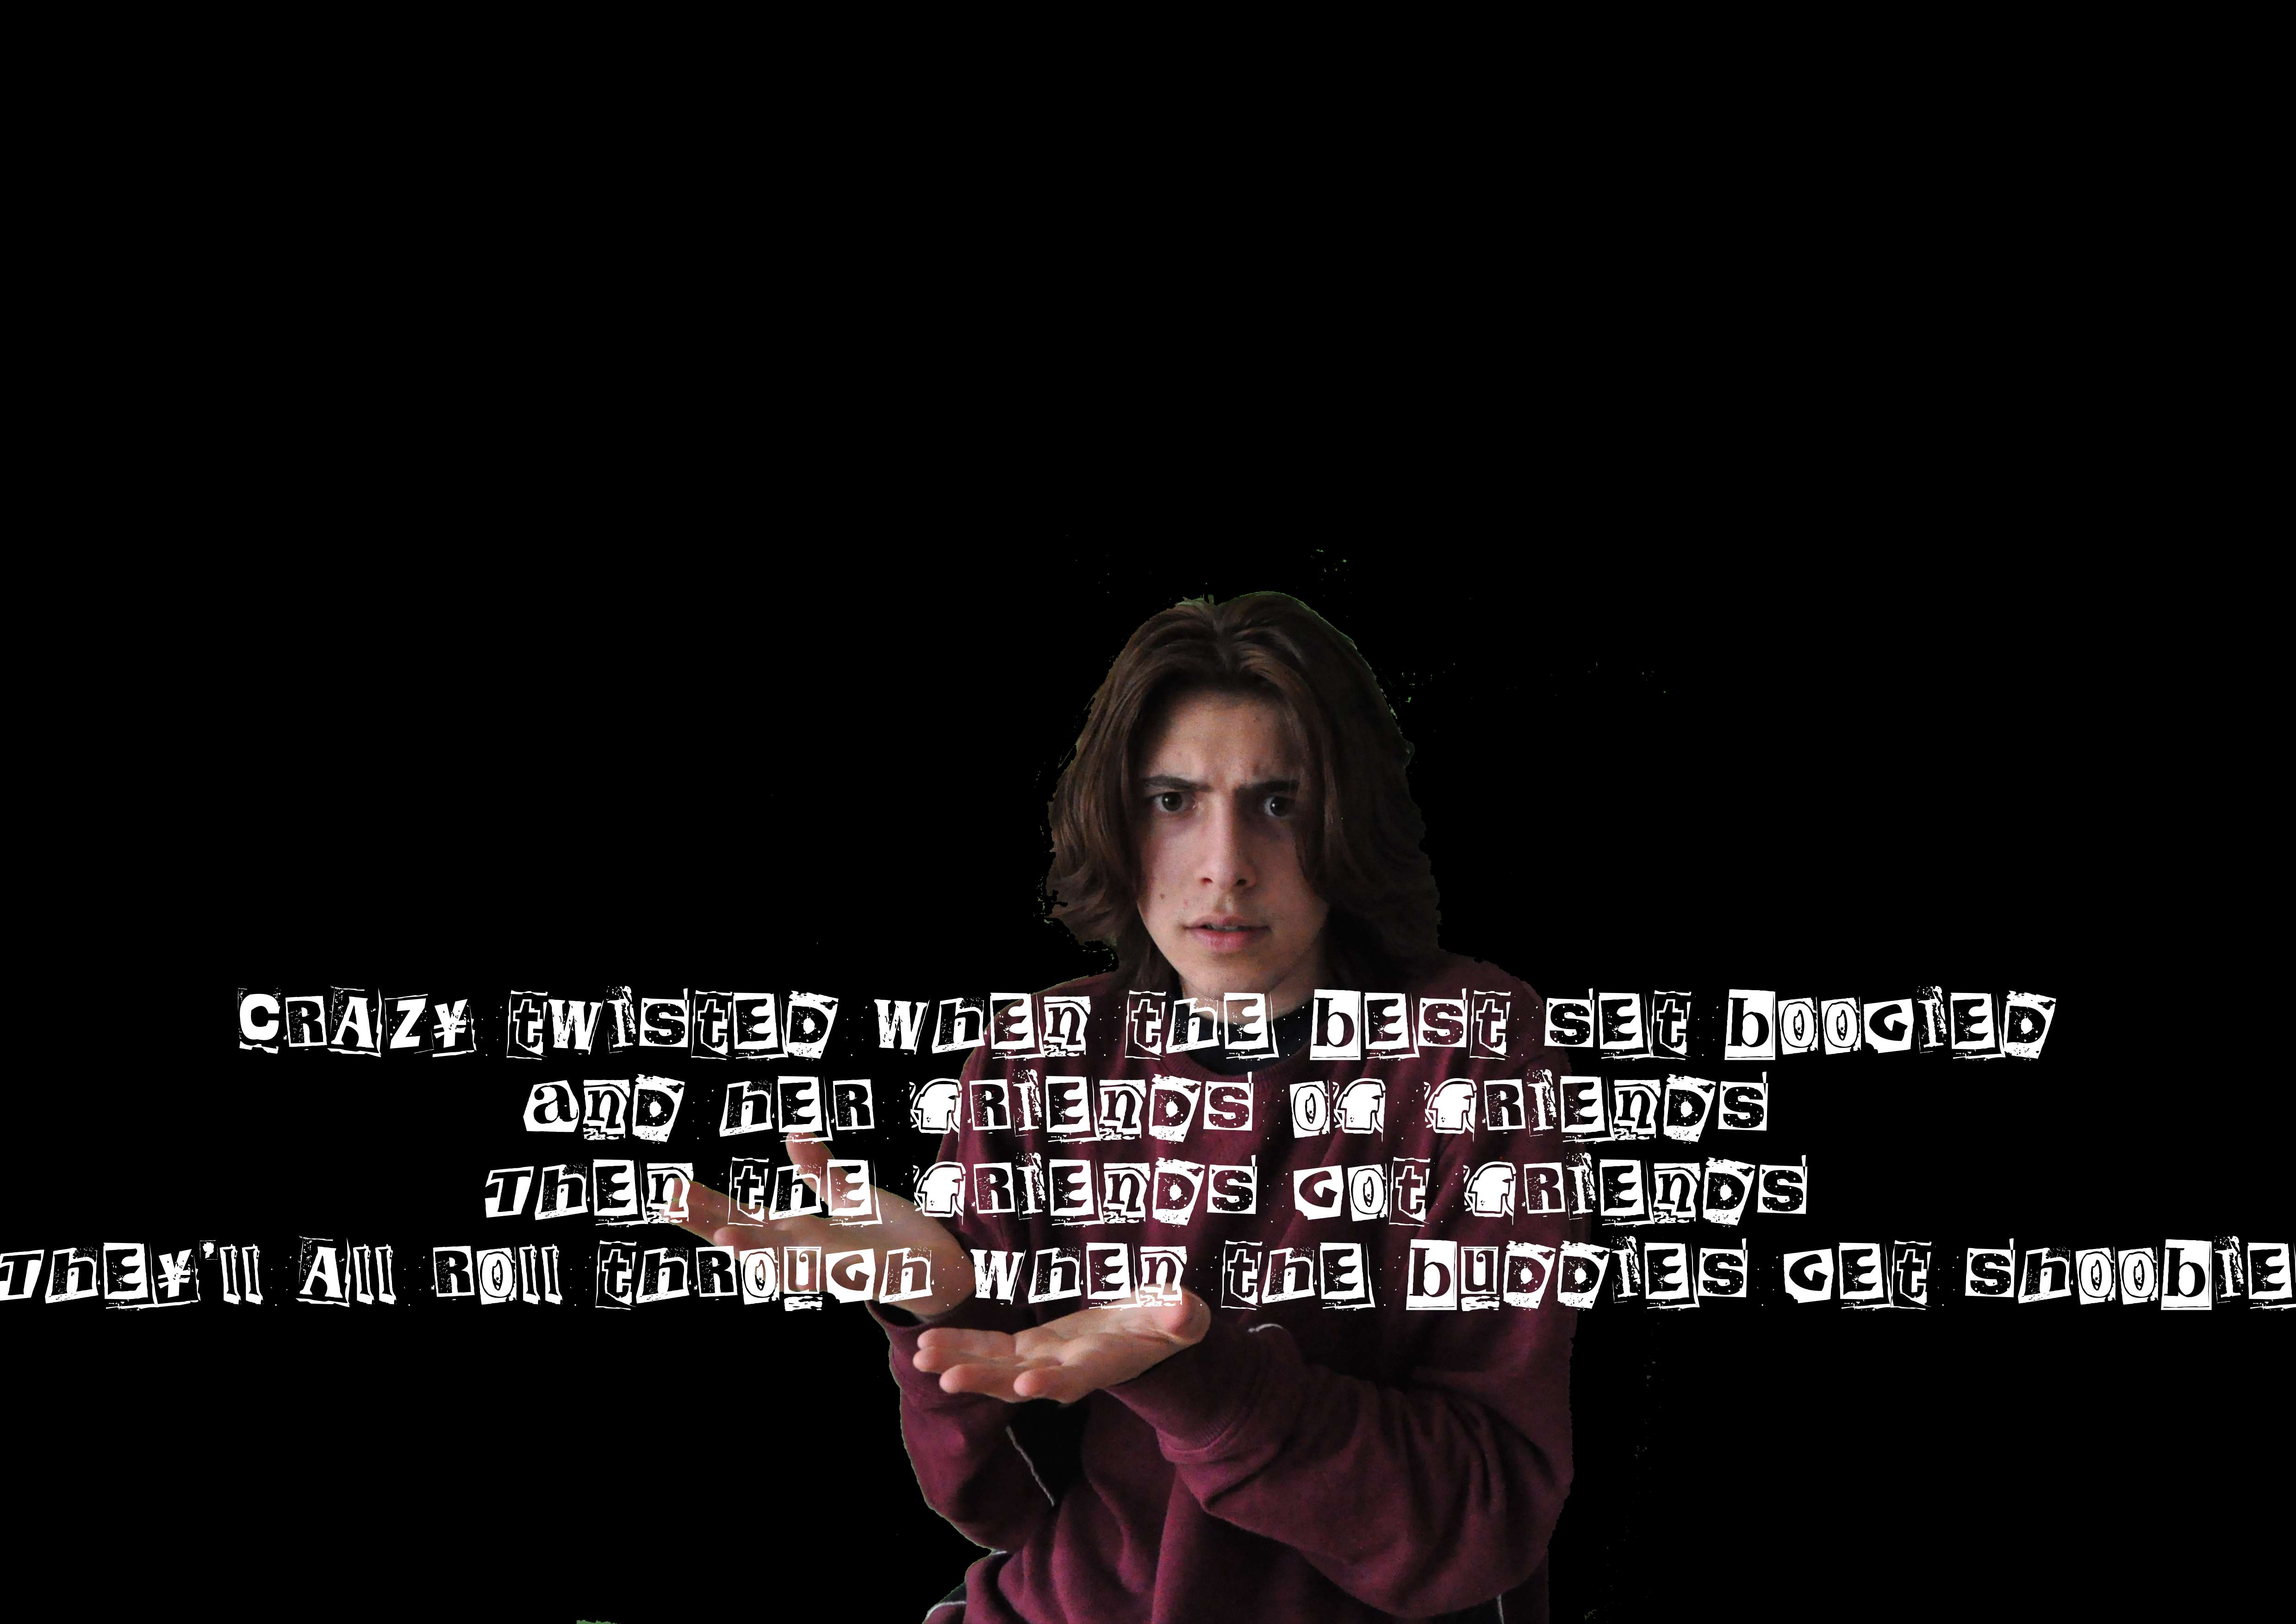 Crazy twisted when the best set boogied
and her friends of friends
Then the friends got friends
They'll All Roll through when the buddies get shoobie